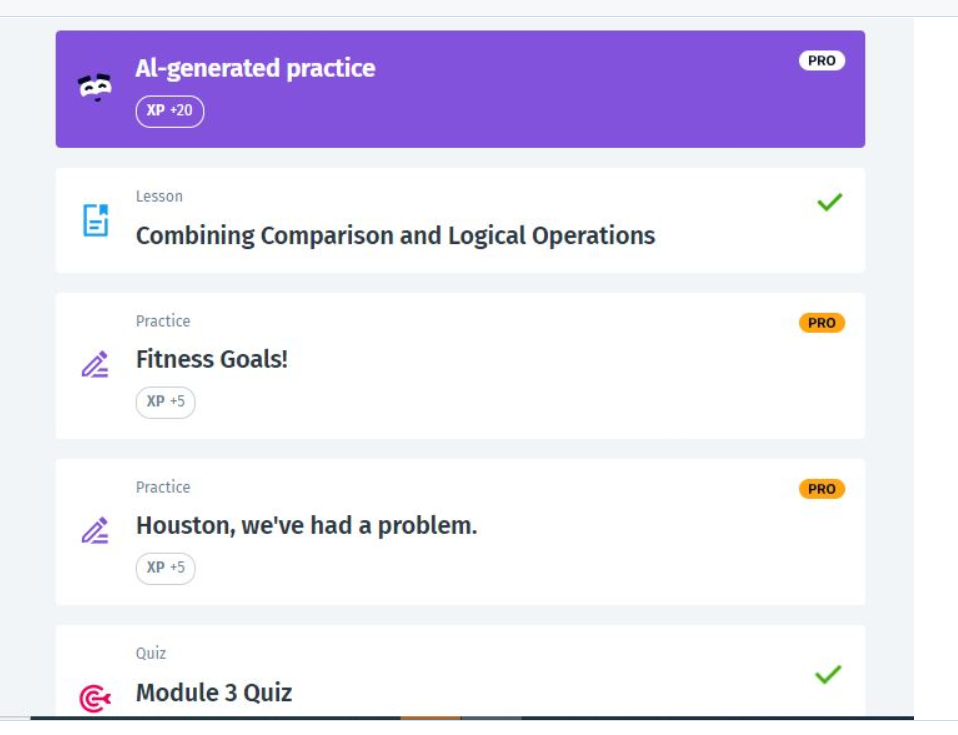 AI-generated practice
PRO
XP +20
Lesson
Combining Comparison and Logical Operations
Practice
PRO
Fitness Goals!
XP +5
Practice
PRO
Houston, we've had a problem.
XP +5
Quiz
Module 3 Quiz